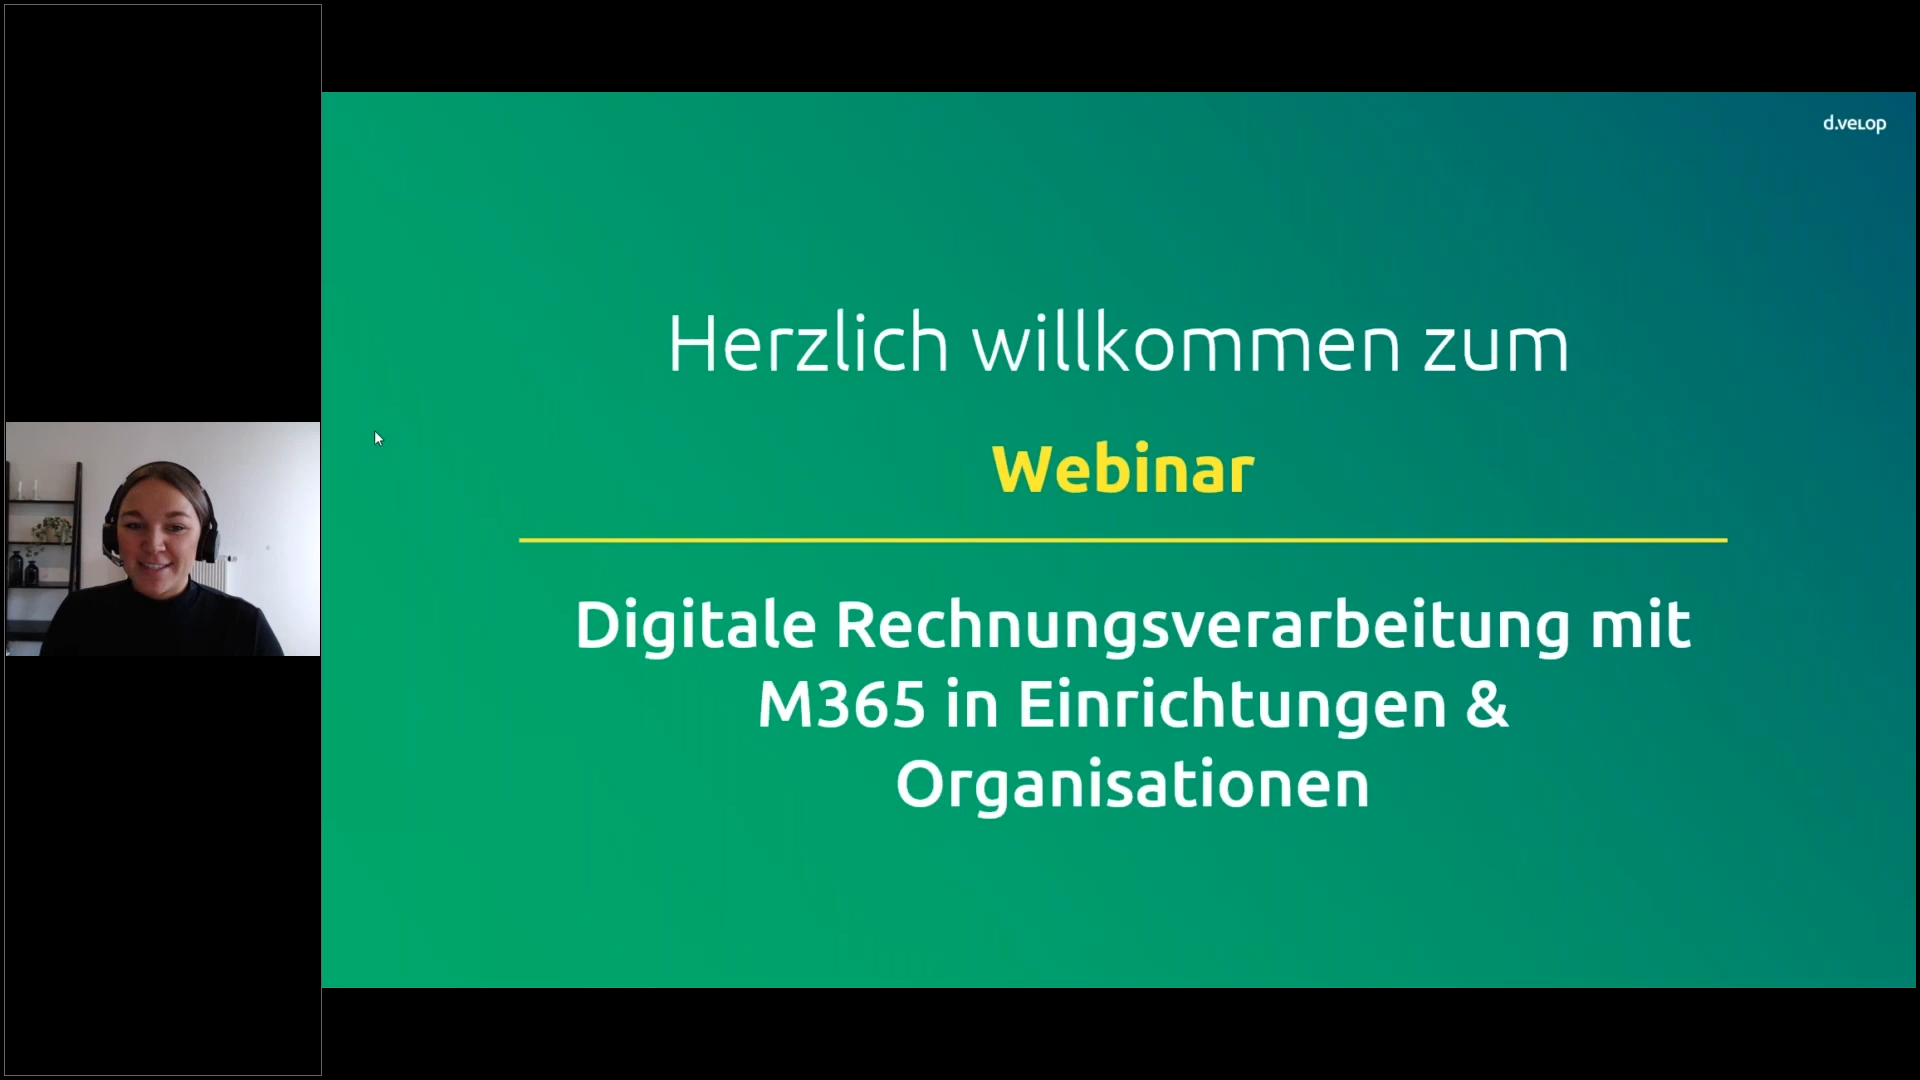 d.velop
Herzlich willkommen zum
Webinar
Digitale Rechnungsverarbeitung mit
M365 in Einrichtungen &
Organisationen